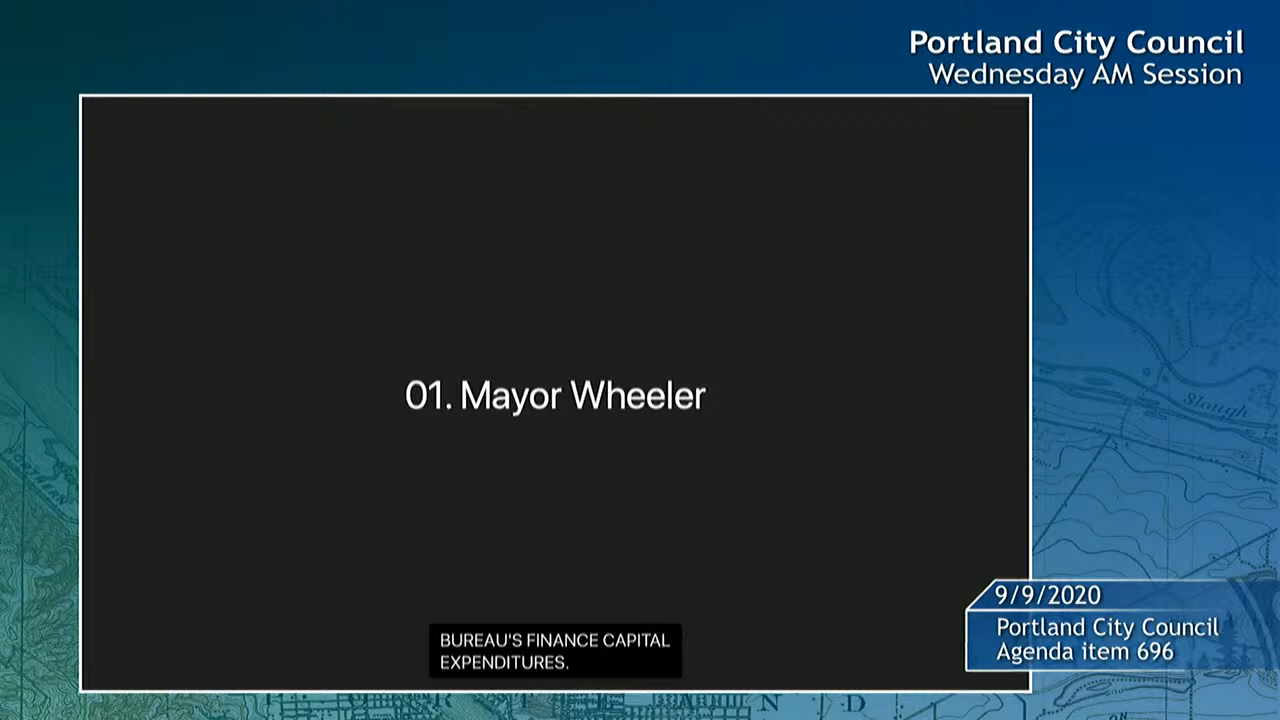 Portland City Council
Wednesday AM Session
01. Mayor Wheeler
BUREAU'S FINANCE CAPITAL
EXPENDITURES.
9/9/2020
Portland City Council
Agenda item 696
Slough